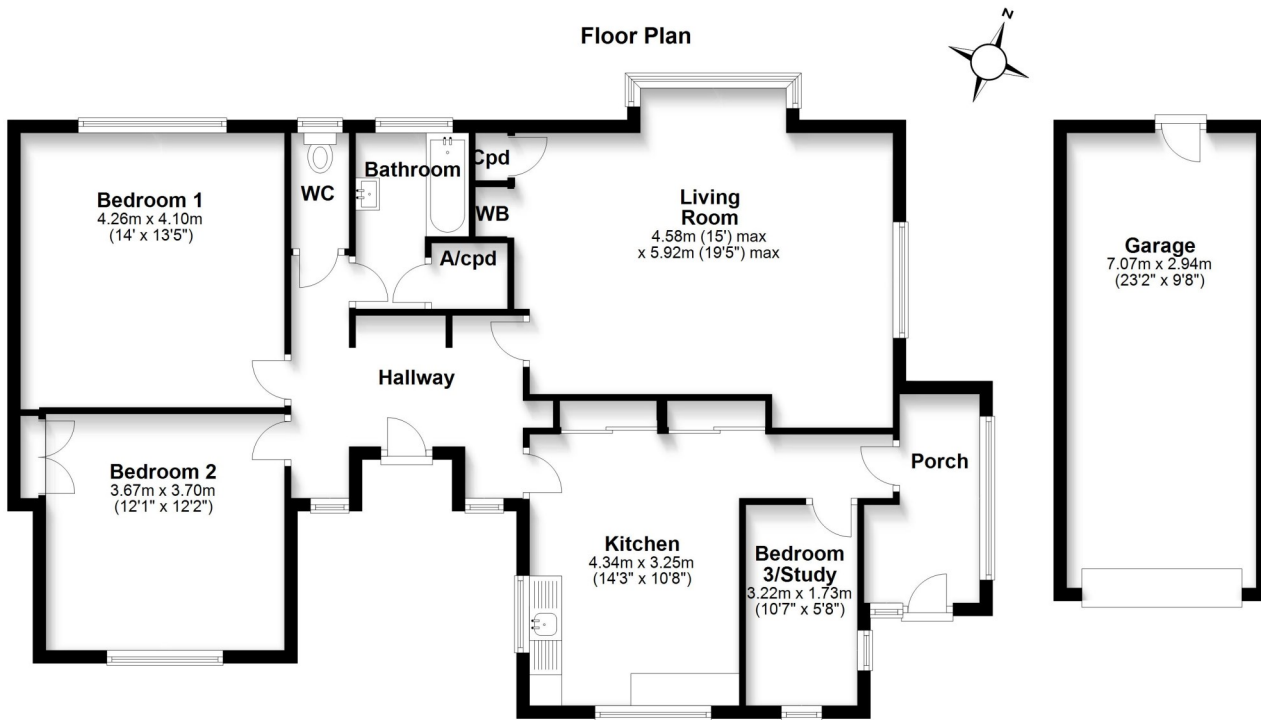 Floor Plan
N
Bedroom 1
4.26m x 4.10m
(14' x 13'5")
WC
Bathroom
Cpd
WB
A/cpd
Living
Room
4.58m (15') max
x 5.92m (19'5") max
Garage
7.07m x 2.94m
(23'2" x 9'8")
Hallway
Bedroom 2
3.67m x 3.70m
(12'1" x 12'2")
Porch
Kitchen
4.34m x 3.25m
(14'3" x 10'8")
Bedroom
3/Study
3.22m x 1.73m
(10'7" x 5'8")